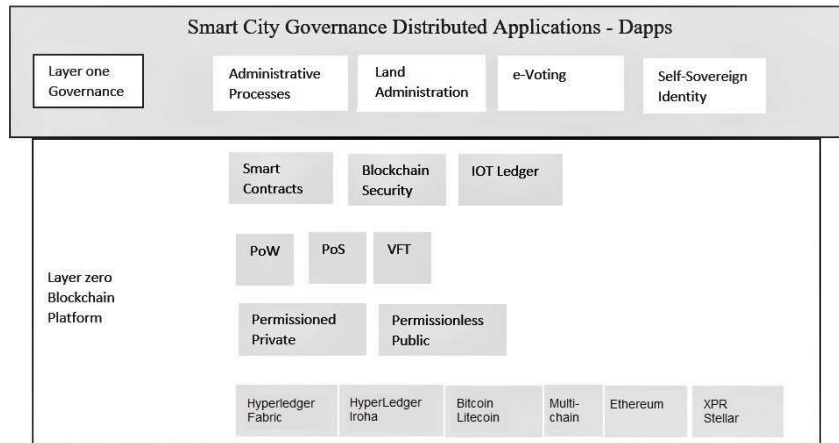 Smart City Governance Distributed Applications - Dapps
Layer one
Governance
Administrative
Processes
Land
Administration
e-Voting
Self-Sovereign
Identity
Smart
Contracts
Blockchain
Security
IOT Ledger
PoW
PoS
VFT
Layer zero
Blockchain
Platform
Permissioned
Private
Permissionless
Public
Hyperledger
Fabric
HyperLedger
Iroha
Bitcoin
Litecoin
Multi-
chain
Ethereum
XPR
Stellar